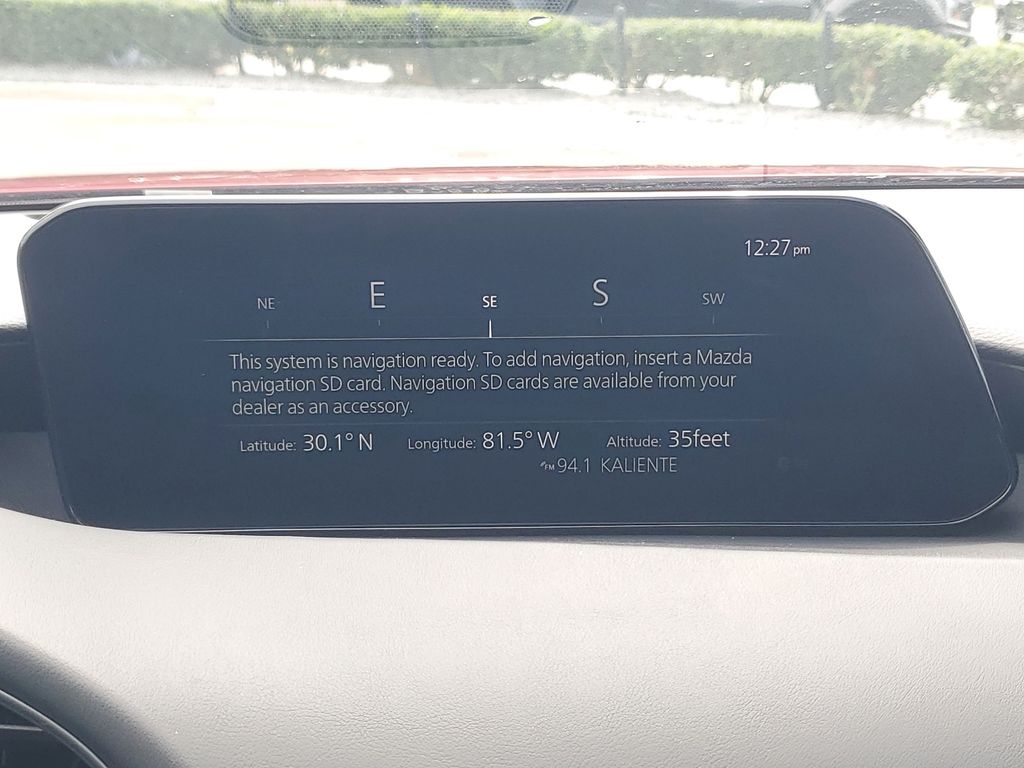 12:27 pm
NE E SE S SW
This system is navigation ready. To add navigation, insert a Mazda
navigation SD card. Navigation SD cards are available from your
dealer as an accessory.
Latitude: 30.1° N Longitude: 81.5° W Altitude: 35feet
FM 94.1 KALIENTE